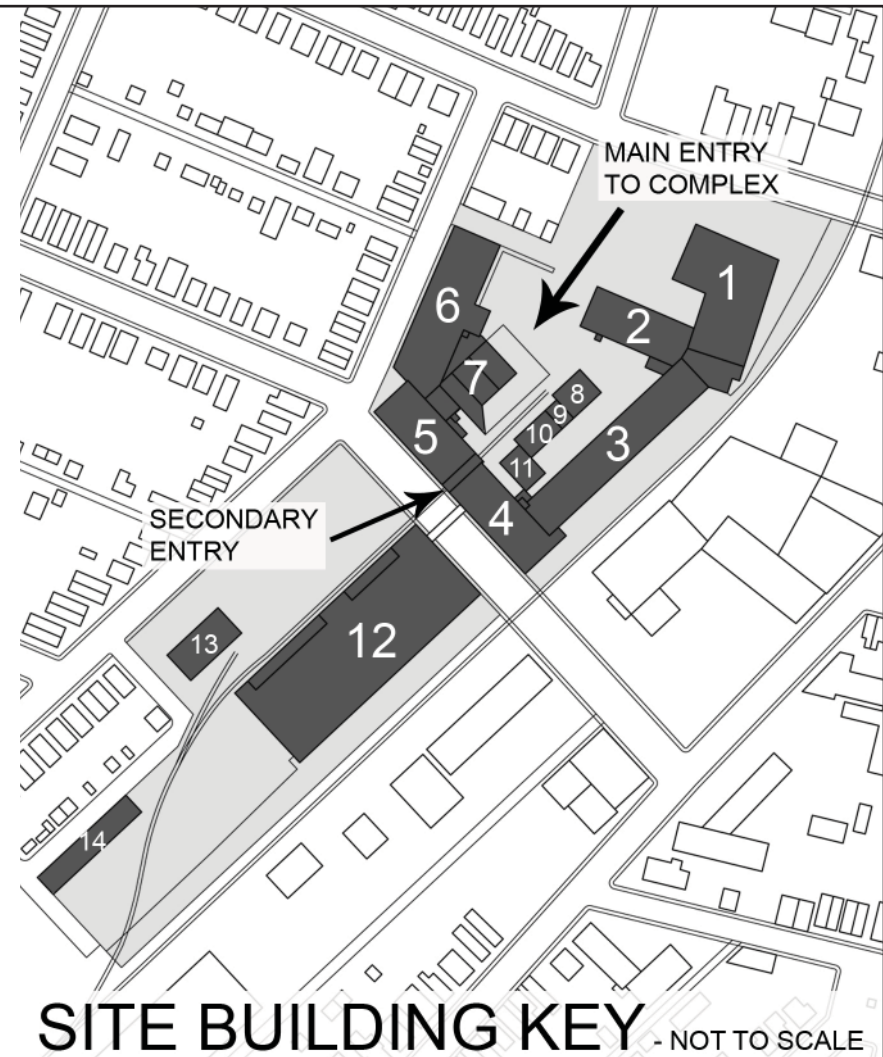 MAIN ENTRY
TO COMPLEX
1
2
6
7
8
9
10
3
5
11
4
SECONDARY
ENTRY
12
13
14
SITE BUILDING KEY - NOT TO SCALE